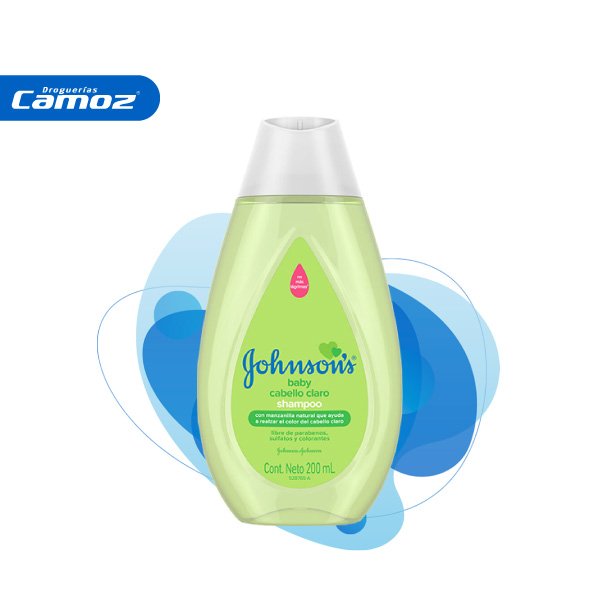 Droguerías
Camoz
no
más
lágrimas
Johnson's
baby
cabello claro
shampoo
con manzanilla natural que ayuda
a realzar el color del cabello claro
libre de parabenos,
sulfatos y colorantes
Johnson & Johnson
Cont. Neto 200 mL